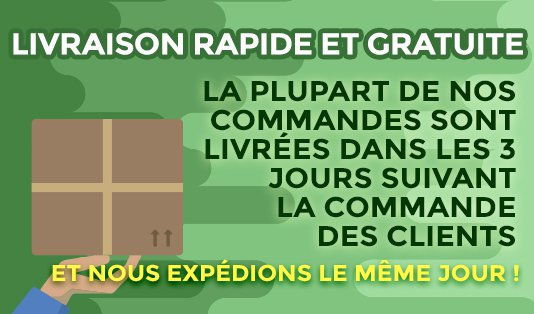 LIVRAISON RAPIDE ET GRATUITE
LA PLUPART DE NOS
COMMANDES SONT
LIVRÉES DANS LES 3
JOURS SUIVANT
LA COMMANDE
DES CLIENTS
ET NOUS EXPÉDIONS LE MÊME JOUR !